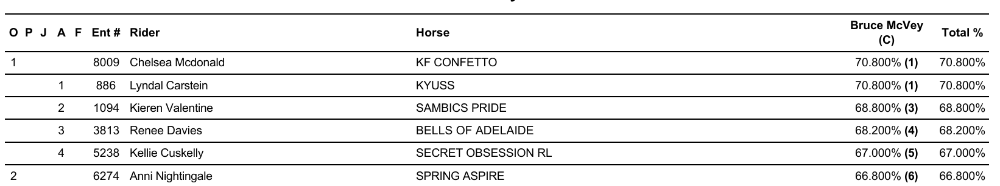 O P J A F Ent # Rider Horse Bruce McVey (C) Total %
1 8009 Chelsea Mcdonald KF CONFETTO 70.800% (1) 70.800%
1 886 Lyndal Carstein KYUSS 70.800% (1) 70.800%
2 1094 Kieren Valentine SAMBICS PRIDE 68.800% (3) 68.800%
3 3813 Renee Davies BELLS OF ADELAIDE 68.200% (4) 68.200%
4 5238 Kellie Cuskelly SECRET OBSESSION RL 67.000% (5) 67.000%
2 6274 Anni Nightingale SPRING ASPIRE 66.800% (6) 66.800%